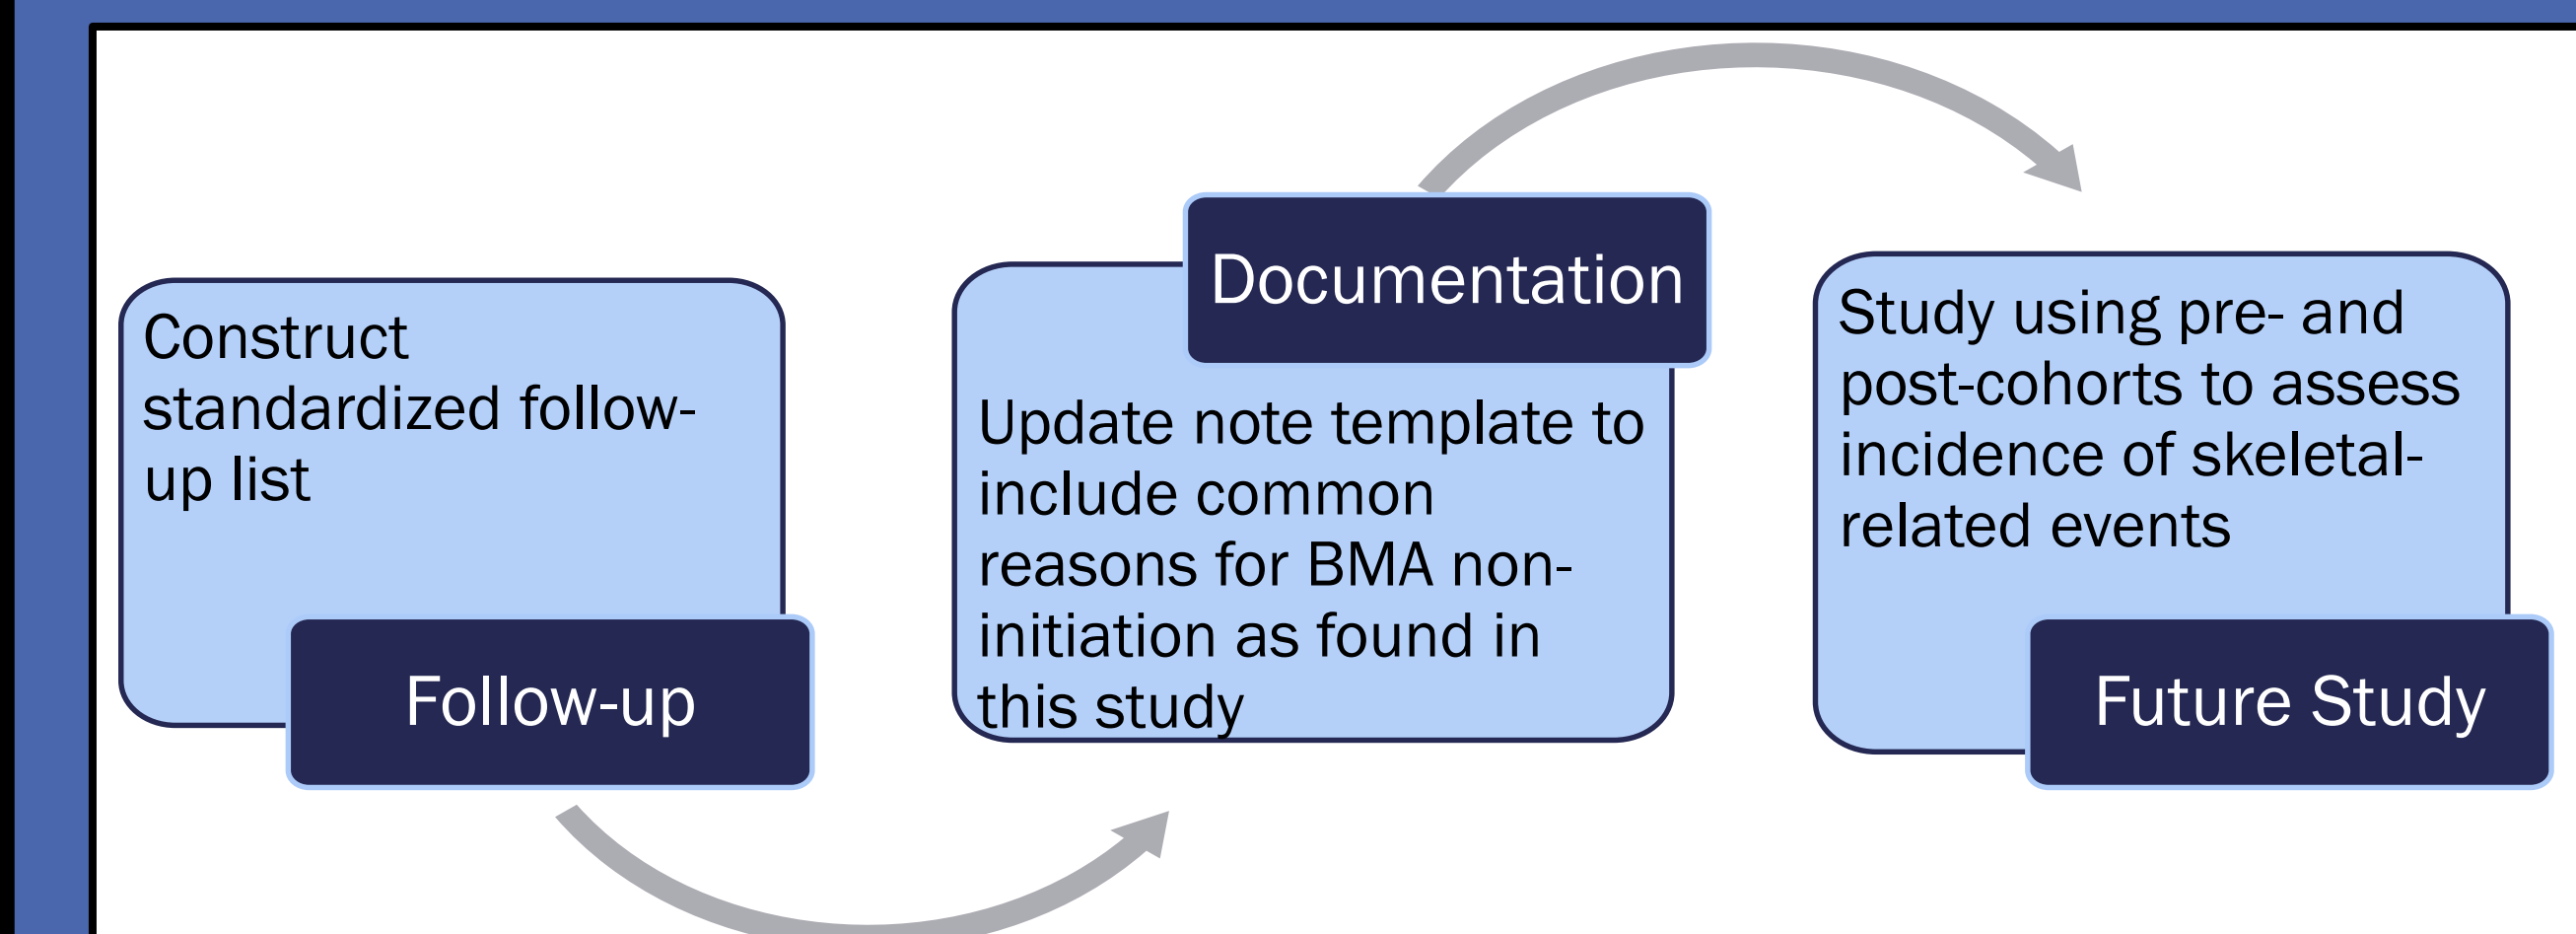 Construct
standardized follow-
up list
Follow-up
Documentation
Update note template to
include common
reasons for BMA non-
initiation as found in
this study
Study using pre- and
post-cohorts to assess
incidence of skeletal-
related events
Future Study